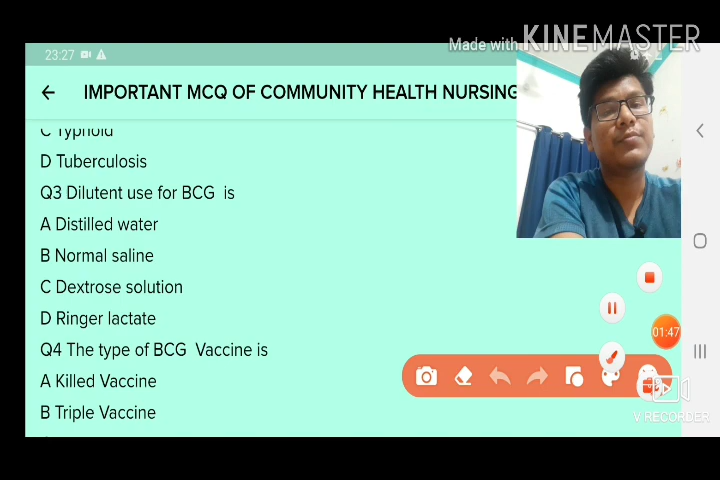 Made with KINEMASTER
23:27
IMPORTANT MCQ OF COMMUNITY HEALTH NURSING
C Typhoid
D Tuberculosis
Q3 Dilutent use for BCG is
A Distilled water
B Normal saline
C Dextrose solution
D Ringer lactate
Q4 The type of BCG Vaccine is
A Killed Vaccine
B Triple Vaccine
01:47
VRECORDER